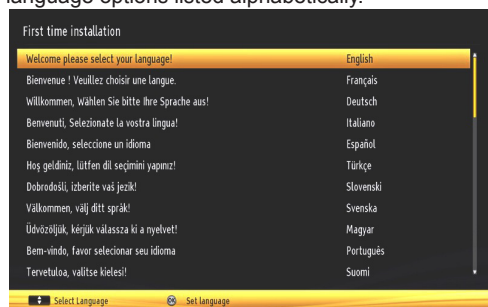 language options listed alphabetically.
First time installation
Welcome please select your language! English
Bienvenue ! Veuillez choisir une langue. Français
Willkommen, Wählen Sie bitte Ihre Sprache aus! Deutsch
Benvenuti, Selezionate la vostra lingua! Italiano
Bienvenido, seleccione un idioma Español
Hoş geldiniz, lütfen dil seçimini yapınız! Türkçe
Dobrodošli, izberite vaš jezik! Slovenski
Välkommen, välj ditt språk! Svenska
Üdvözöljük, kérjük válassza ki a nyelvet! Magyar
Bem-vindo, favor selecionar seu idioma Português
Tervetuloa, valitse kielesi! Suomi
Select Language OK Set language